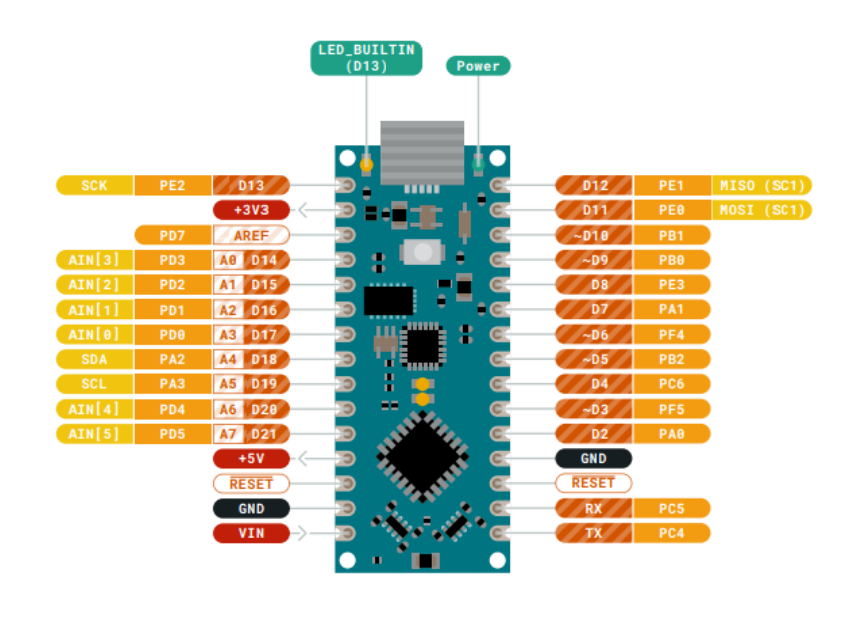 LED_BUILTIN
(D13)
Power
SCK PE2 D13
D12 PE1 MISO (SC1)
+3V3
D11 PE0 MOSI (SC1)
PD7 AREF
~D10 PB1
AIN[3] PD3 A0 D14
~D9 PB0
AIN[2] PD2 A1 D15
D8 PE3
AIN[1] PD1 A2 D16
D7 PA1
AIN[0] PD0 A3 D17
~D6 PF4
SDA PA2 A4 D18
~D5 PB2
SCL PA3 A5 D19
D4 PC6
AIN[4] PD4 A6 D20
~D3 PF5
AIN[5] PD5 A7 D21
D2 PA0
+5V
GND
RESET
RESET
GND
RX PC5
VIN
TX PC4